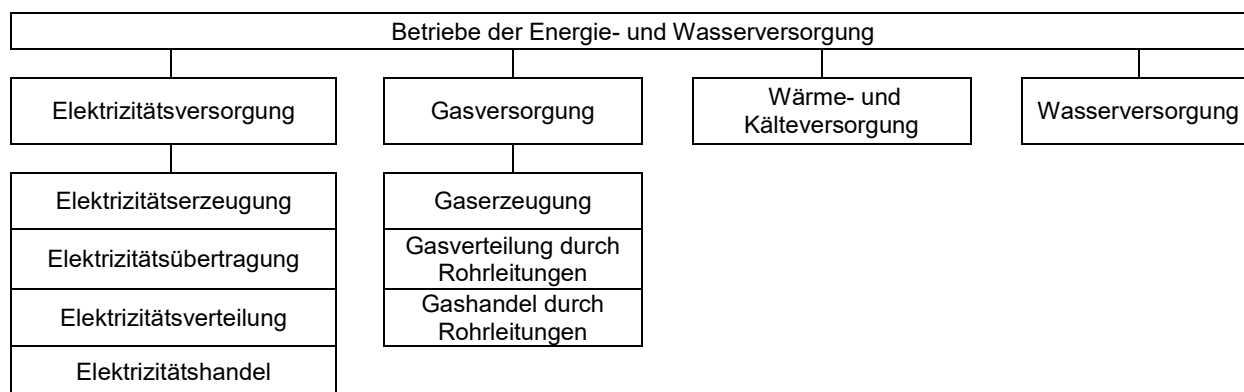 Betriebe der Energie- und Wasserversorgung
Elektrizitätsversorgung
Gasversorgung
Wärme- und
Kälteversorgung
Wasserversorgung
Elektrizitätserzeugung
Elektrizitätsübertragung
Elektrizitätsverteilung
Elektrizitätshandel
Gaserzeugung
Gasverteilung durch
Rohrleitungen
Gashandel durch
Rohrleitungen